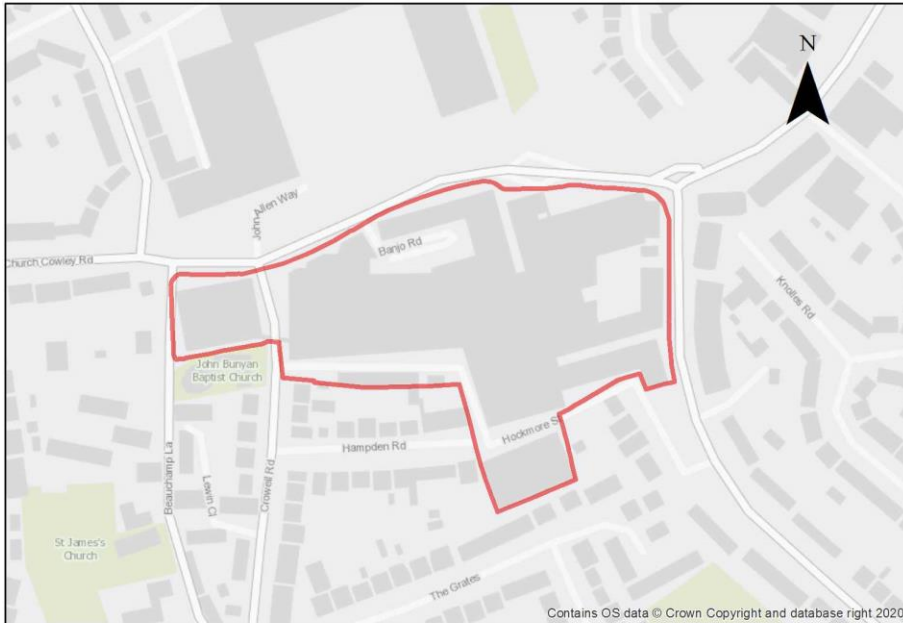 N
John Allen Way
Banjo Rd
Church Cowley Rd
Knolles Rd
John Bunyan
Baptist Church
Hockmore S
Hampden Rd
Beauchamp La
Lewin Cl
Crowell Rd
St James's
Church
The Grates
Contains OS data © Crown Copyright and database right 2020